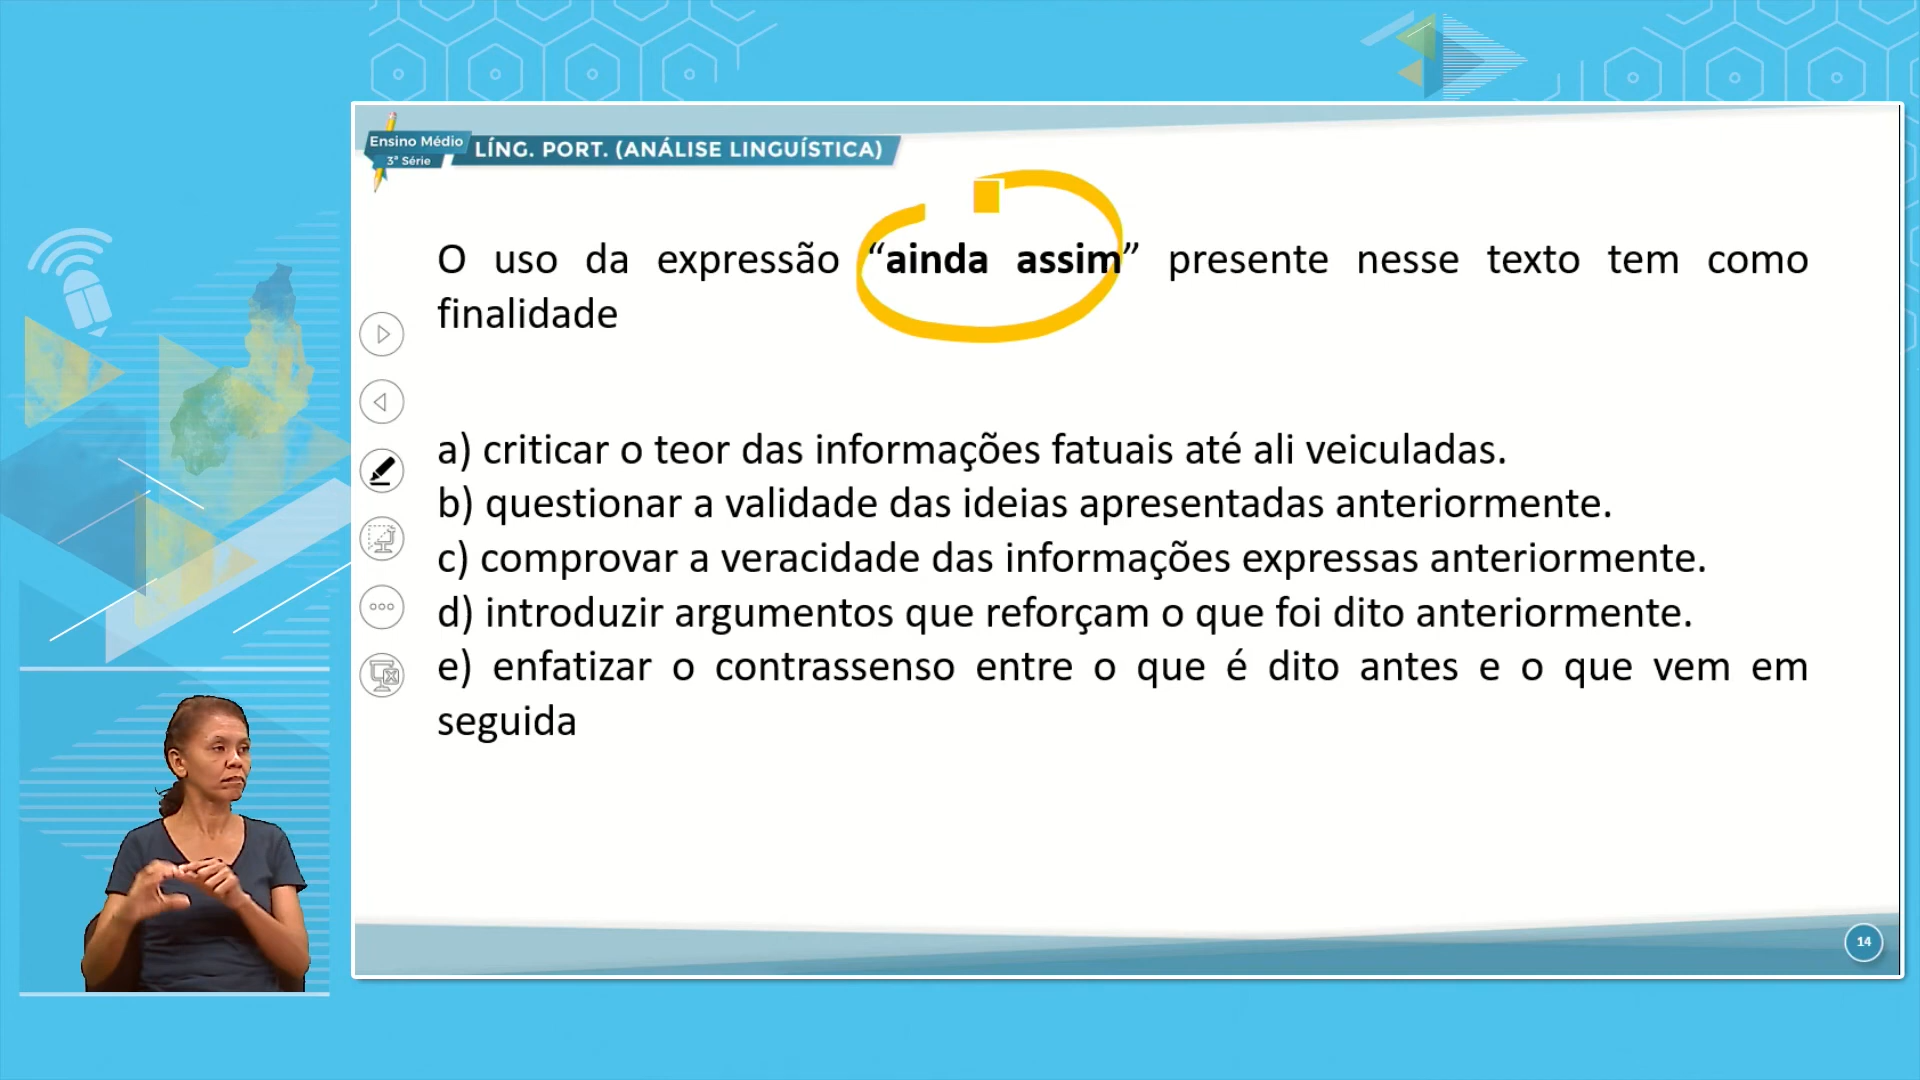 Ensino Médio
3ª Série
LÍNG. PORT. (ANÁLISE LINGUÍSTICA)
O uso da expressão “ainda assim” presente nesse texto tem como
finalidade
a) criticar o teor das informações fatuais até ali veiculadas.
b) questionar a validade das ideias apresentadas anteriormente.
c) comprovar a veracidade das informações expressas anteriormente.
d) introduzir argumentos que reforçam o que foi dito anteriormente.
e) enfatizar o contrassenso entre o que é dito antes e o que vem em
seguida
14